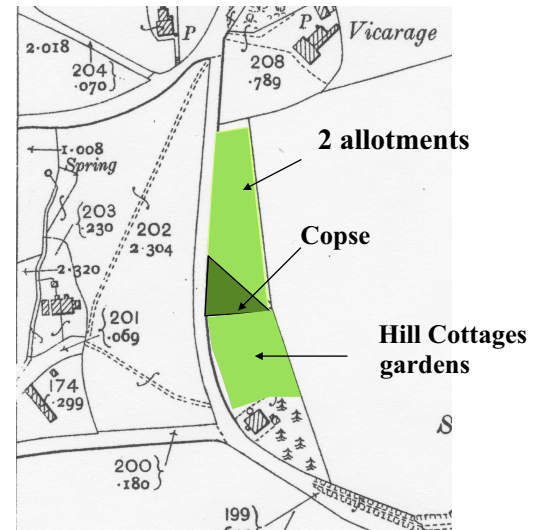 P
P
Vicarage
2.018
204
.070
208
.789
2 allotments
1.008
Spring
203
.230
202
2.304
Copse
2.320
201
.069
Hill Cottages
gardens
174
.299
S
200
.180
199